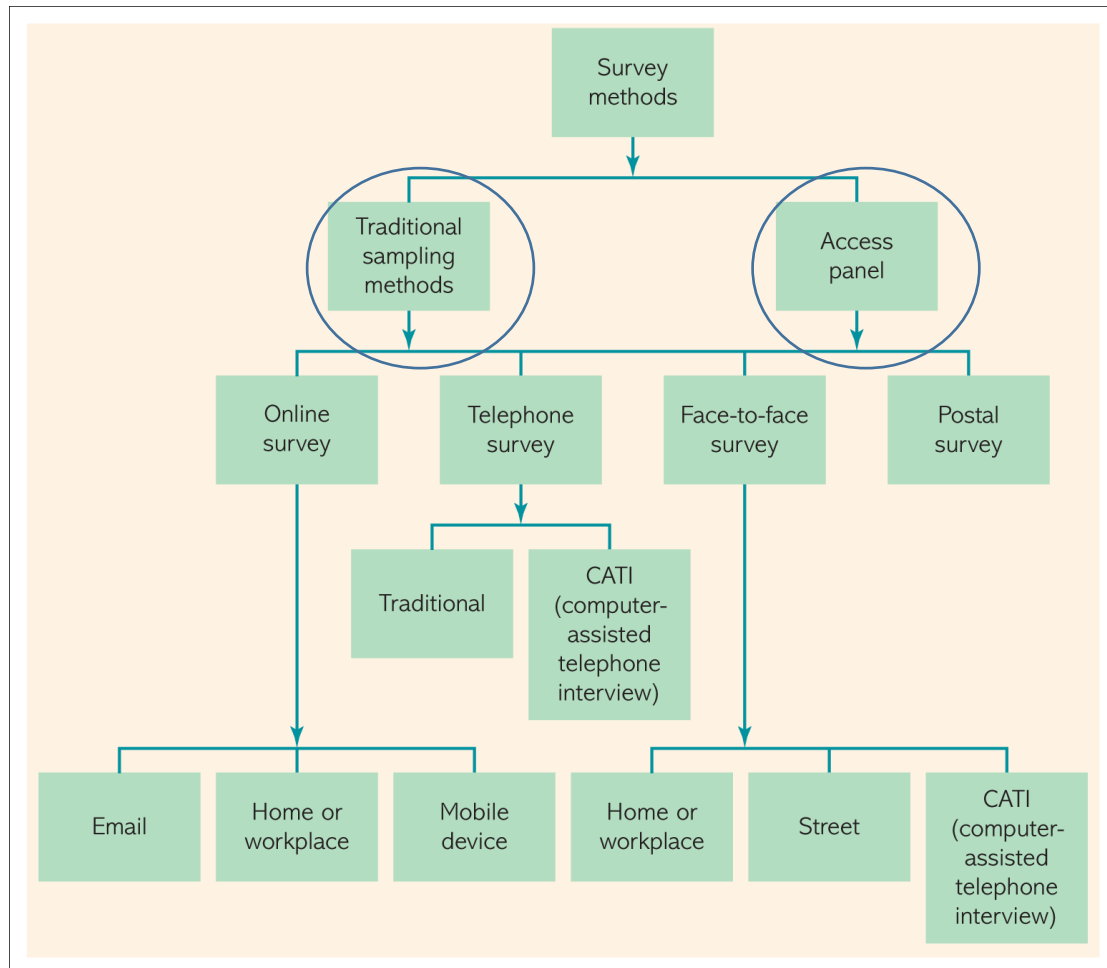 Survey
methods
Traditional
sampling
methods
Access
panel
Online
survey
Telephone
survey
Face-to-face
survey
Postal
survey
Traditional
CATI
(computer-
assisted
telephone
interview)
Email
Home or
workplace
Mobile
device
Home or
workplace
Street
CATI
(computer-
assisted
telephone
interview)